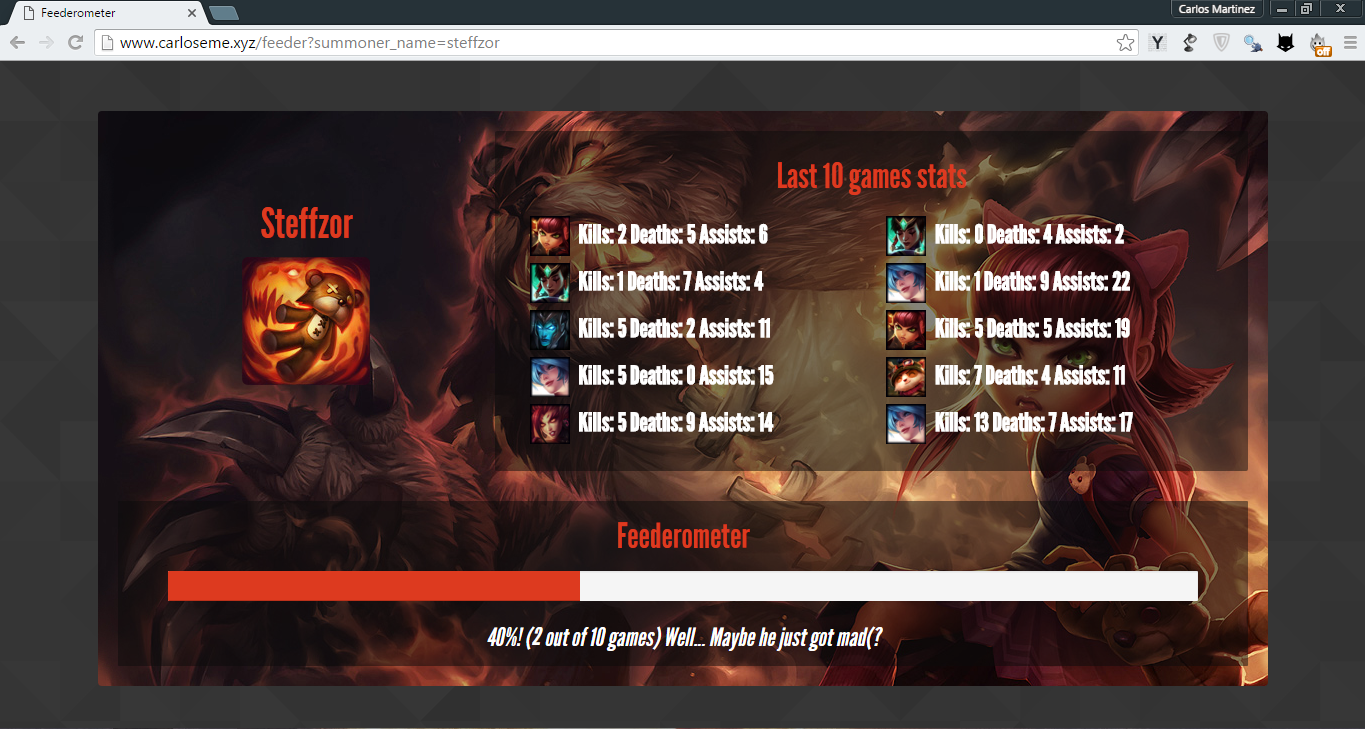 Feederometer
Carlos Martinez
www.carloseme.xyz/feeder?summoner_name=steffzor
Y
off
Steffzor
Last 10 games stats
Kills: 2 Deaths: 5 Assists: 6
Kills: 0 Deaths: 4 Assists: 2
Kills: 1 Deaths: 7 Assists: 4
Kills: 1 Deaths: 9 Assists: 22
Kills: 5 Deaths: 2 Assists: 11
Kills: 5 Deaths: 5 Assists: 19
Kills: 5 Deaths: 0 Assists: 15
Kills: 7 Deaths: 4 Assists: 11
Kills: 5 Deaths: 9 Assists: 14
Kills: 13 Deaths: 7 Assists: 17
Feederometer
40%! (2 out of 10 games) Well... Maybe he just got mad(?